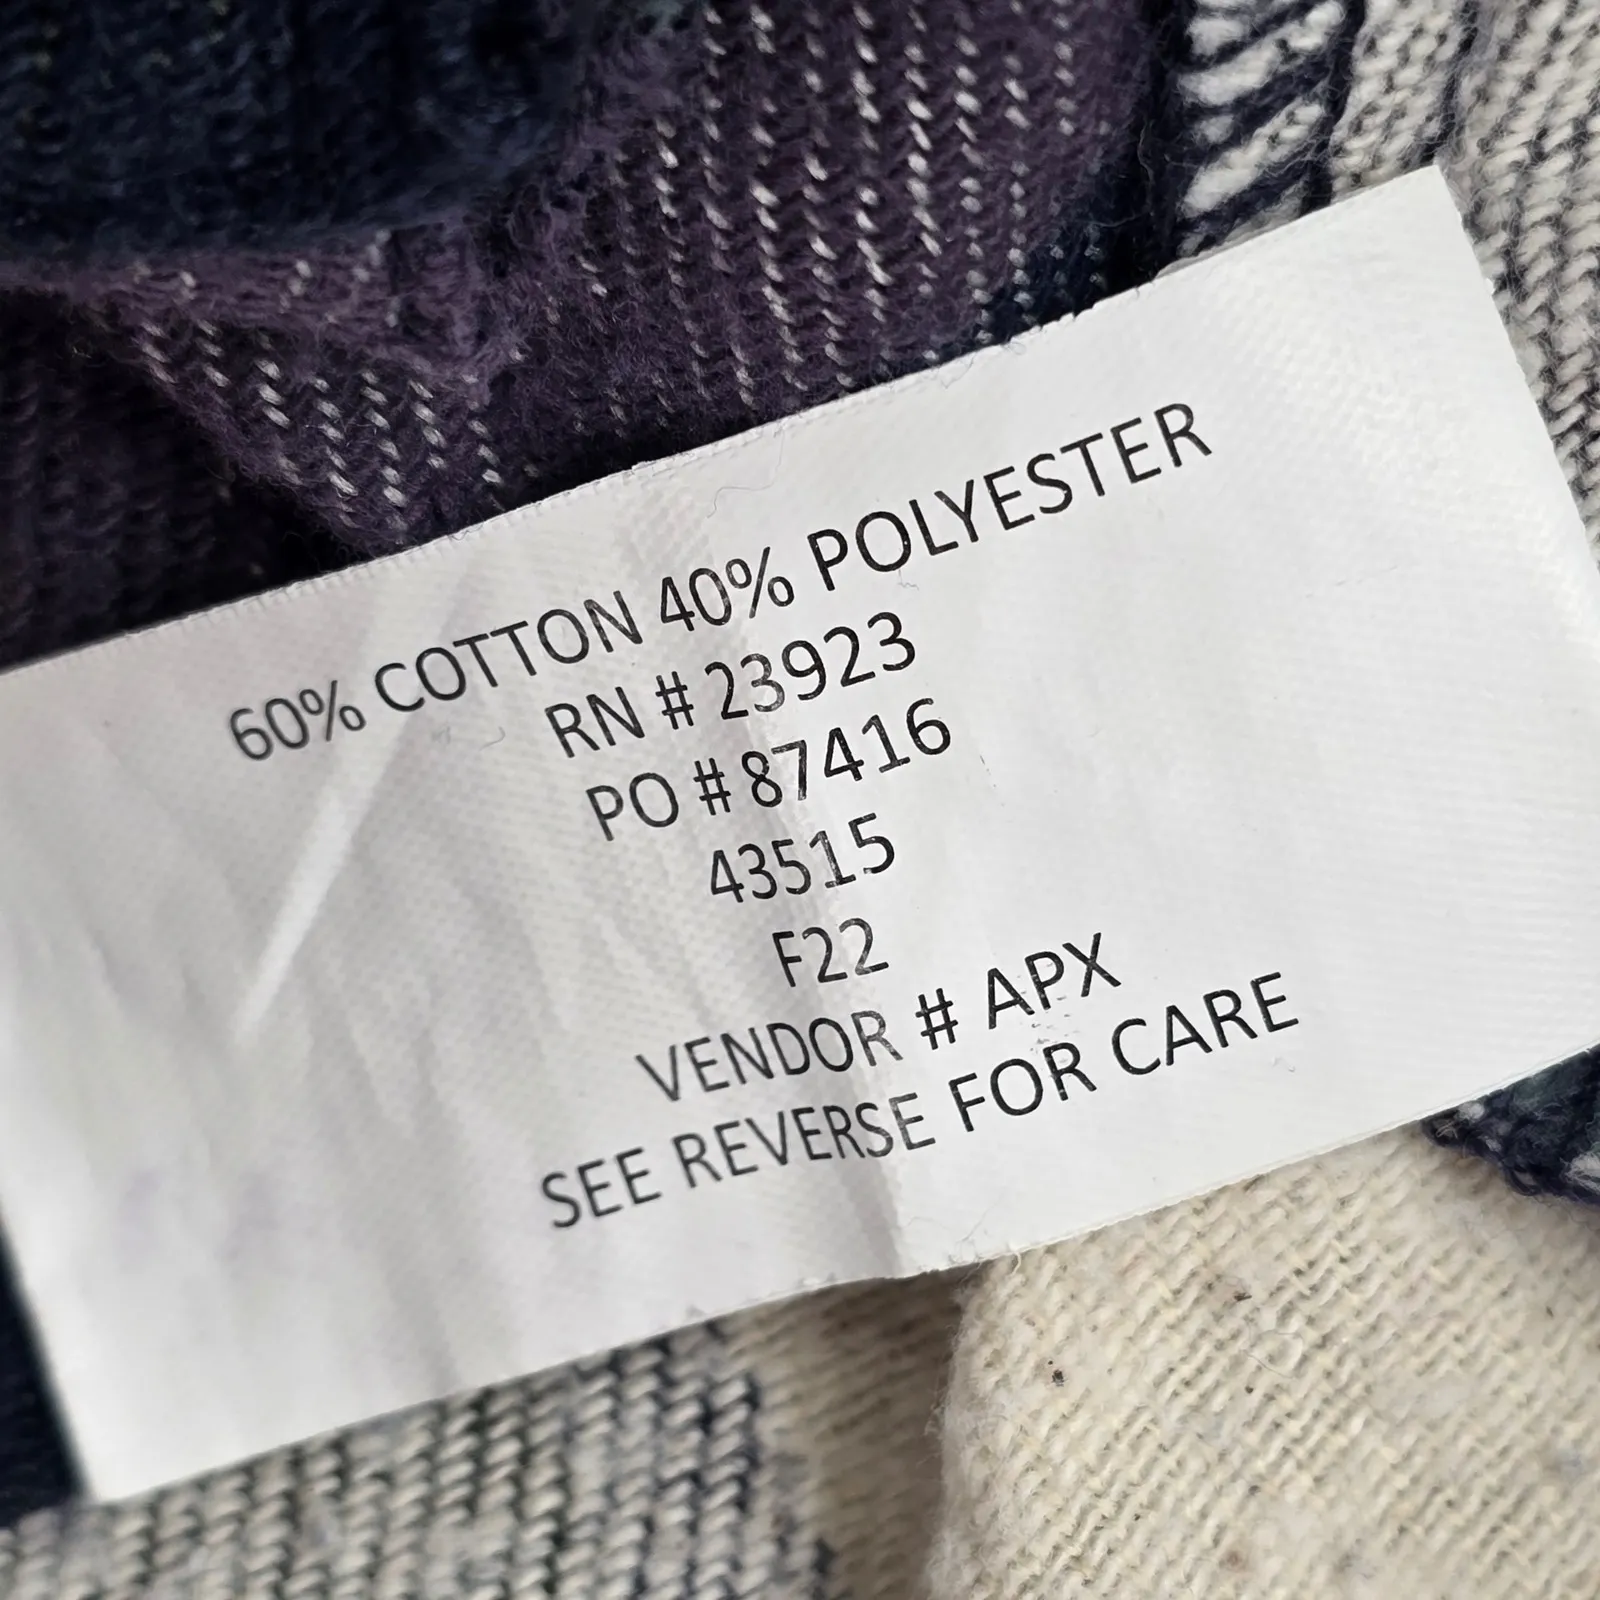 60% COTTON 40% POLYESTER
RN # 23923
PO # 87416
43515
F22
VENDOR # APX
SEE REVERSE FOR CARE